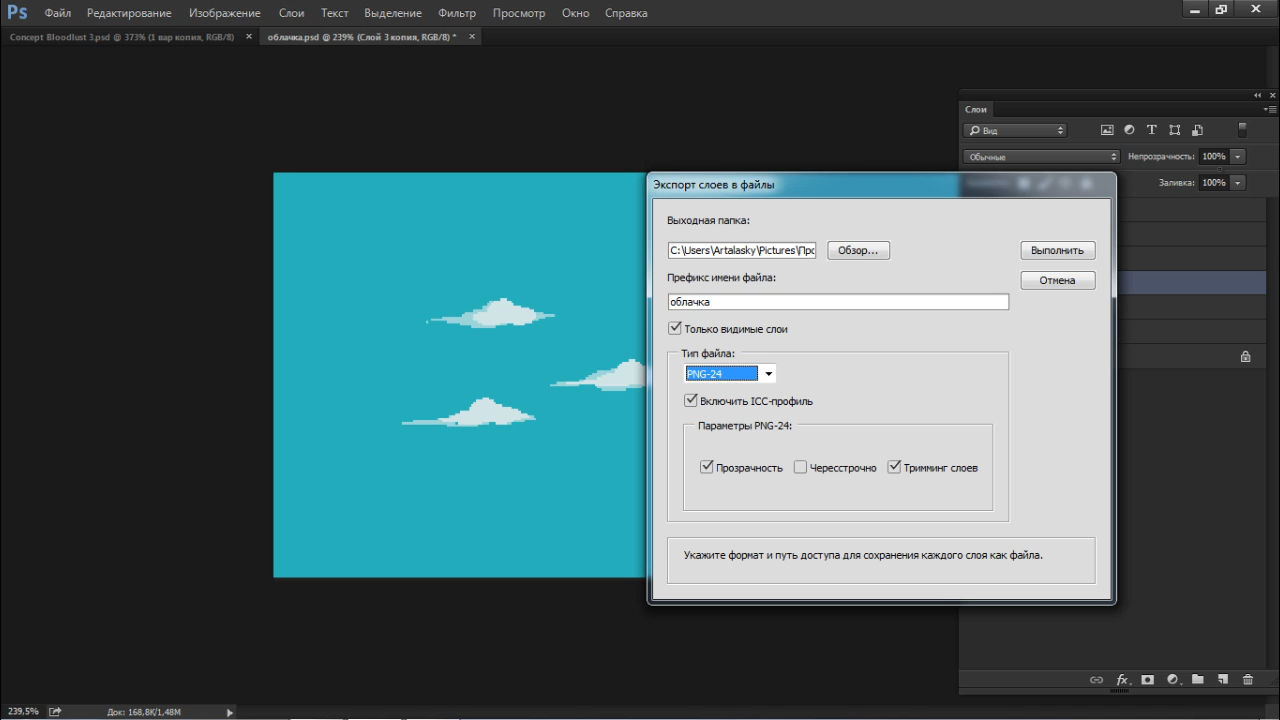 Ps Файл Редактирование Изображение Слои Текст Выделение Фильтр Просмотр Окно Справка
Concept Bloodlust 3.psd @ 373% (1 вар копия, RGB/8) × облачка.psd @ 239% (Слой 3 копия, RGB/8) * ×
Слои
Вид
Обычные Непрозрачность: 100%
Заливка: 100%
Экспорт слоев в файлы
Выходная папка:
C:\Users\Artalasky\Pictures\Прс Обзор... Выполнить
Префикс имени файла:
Отмена
облачка
Только видимые слои
Тип файла:
PNG-24
Включить ICC-профиль
Параметры PNG-24:
Прозрачность Чересстрочно Тримминг слоев
Укажите формат и путь доступа для сохранения каждого слоя как файла.
fx
239,5% Док: 168,8K/1,48M